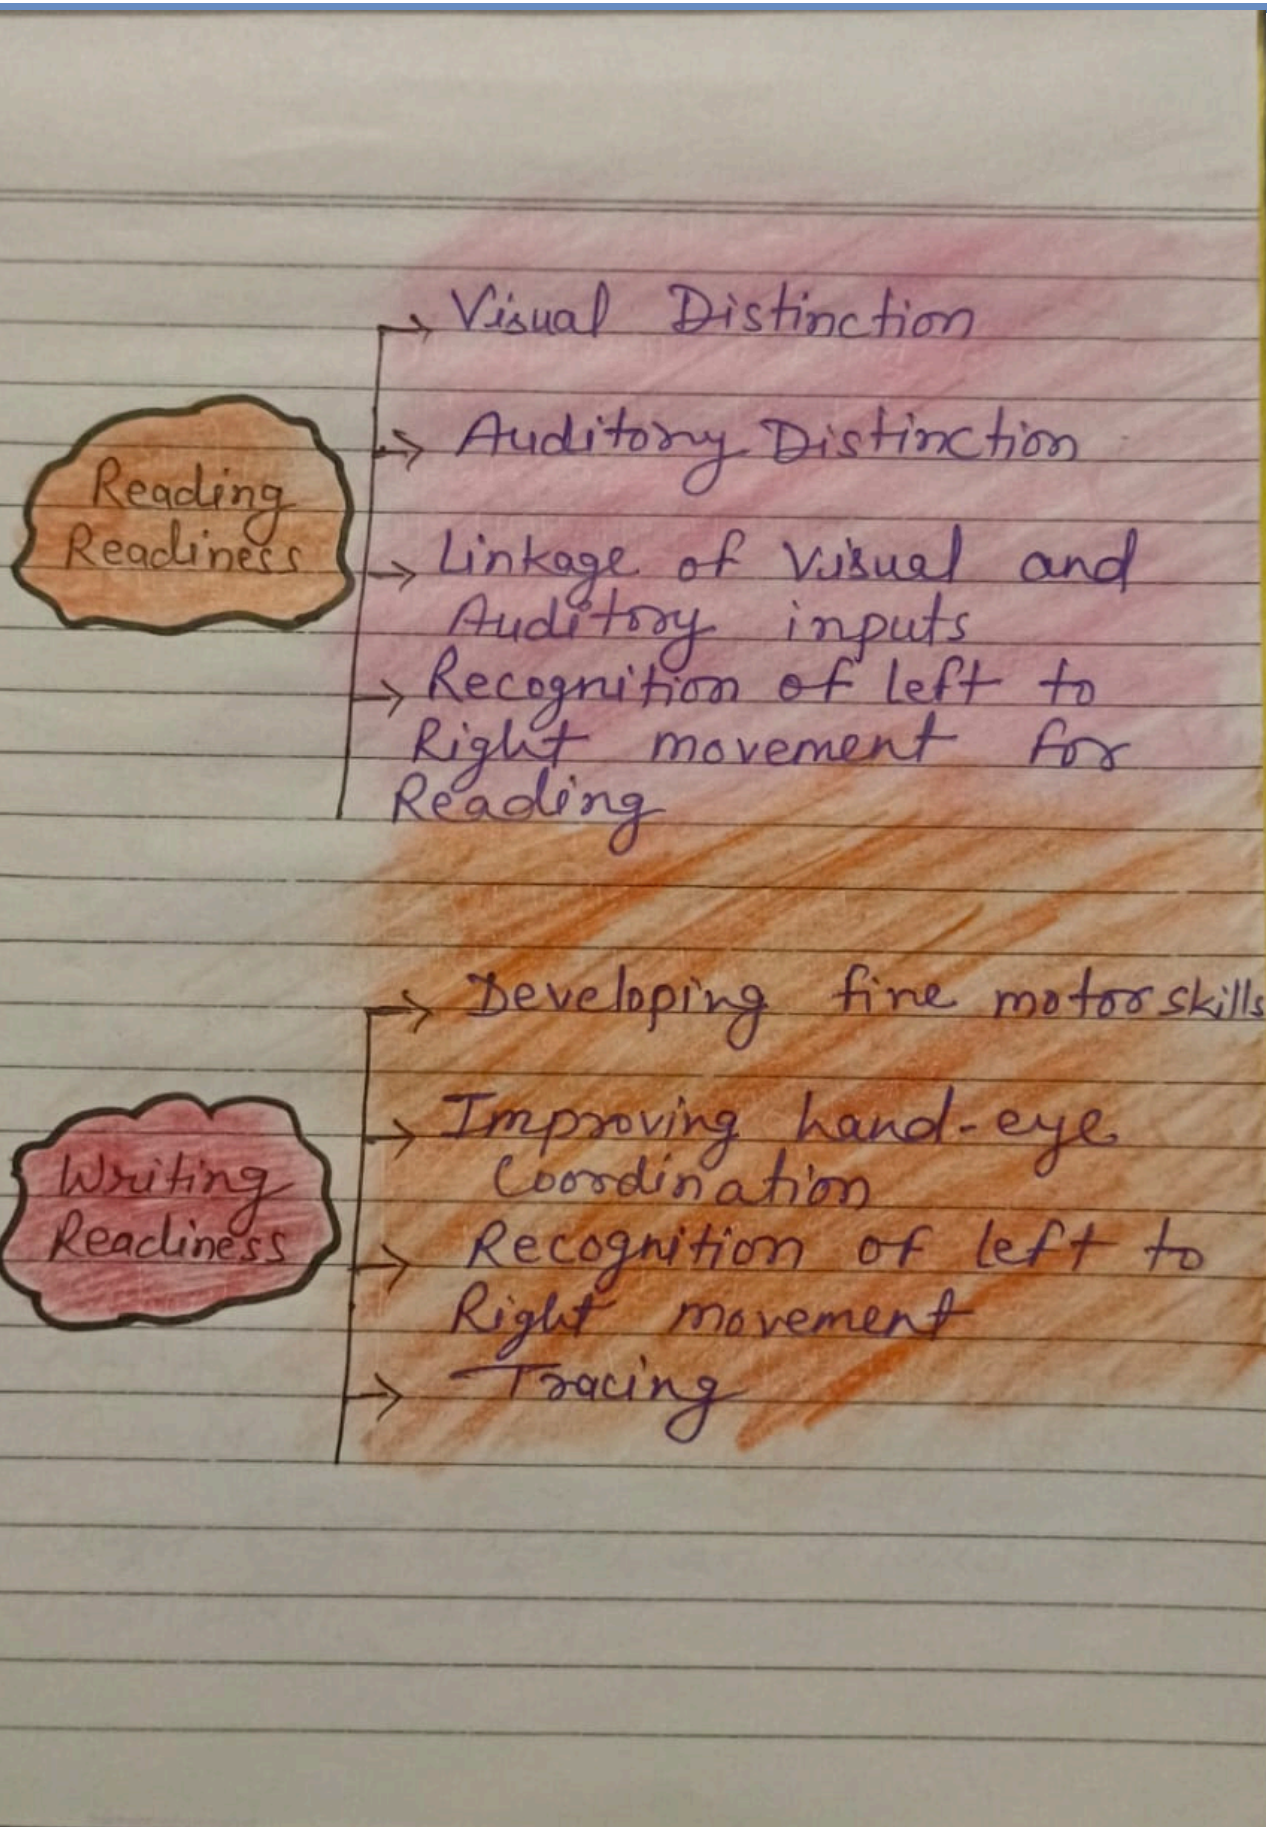 Visual Distinction
Auditory Distinction
Reading
Readiness
Linkage of Visual and
Auditory inputs
Recognition of left to
Right movement for
Reading
Developing fine motor skills
Improving hand-eye
Coordination
Writing
Readiness
Recognition of left to
Right movement
Tracing